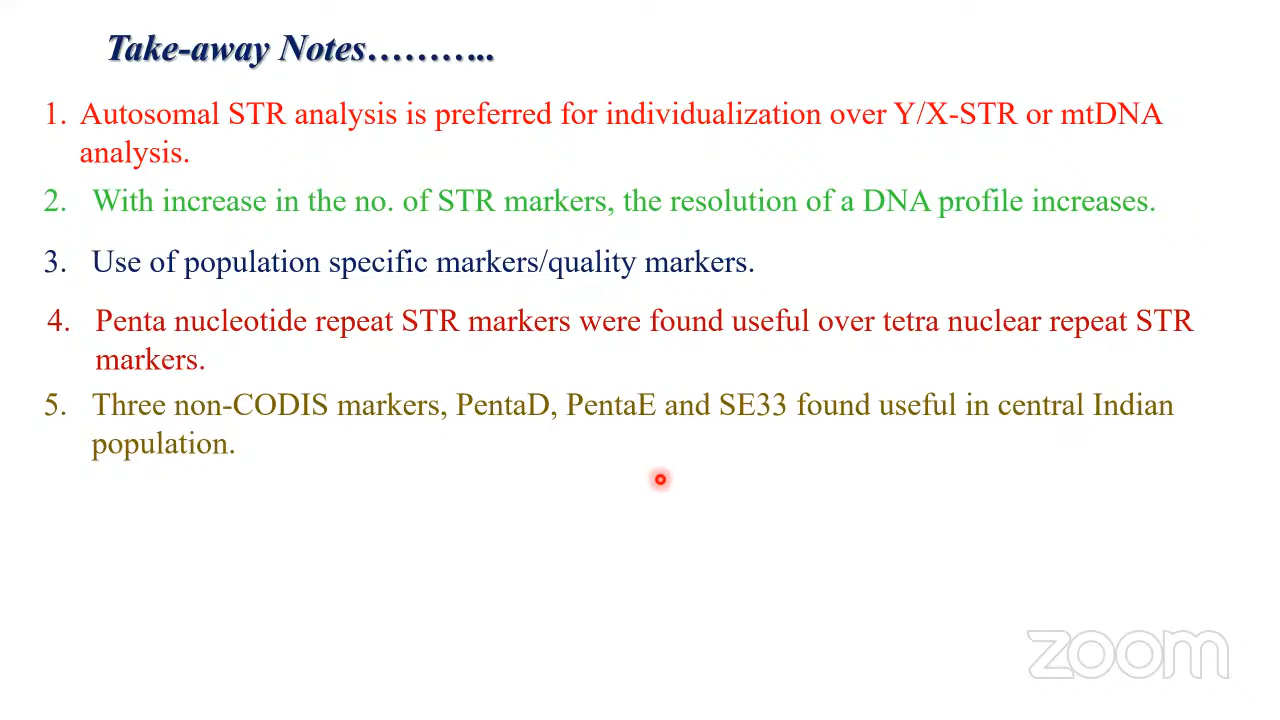 Take-away Notes………..
1. Autosomal STR analysis is preferred for individualization over Y/X-STR or mtDNA
analysis.
2. With increase in the no. of STR markers, the resolution of a DNA profile increases.
3. Use of population specific markers/quality markers.
4. Penta nucleotide repeat STR markers were found useful over tetra nuclear repeat STR
markers.
5. Three non-CODIS markers, PentaD, PentaE and SE33 found useful in central Indian
population.
zoom